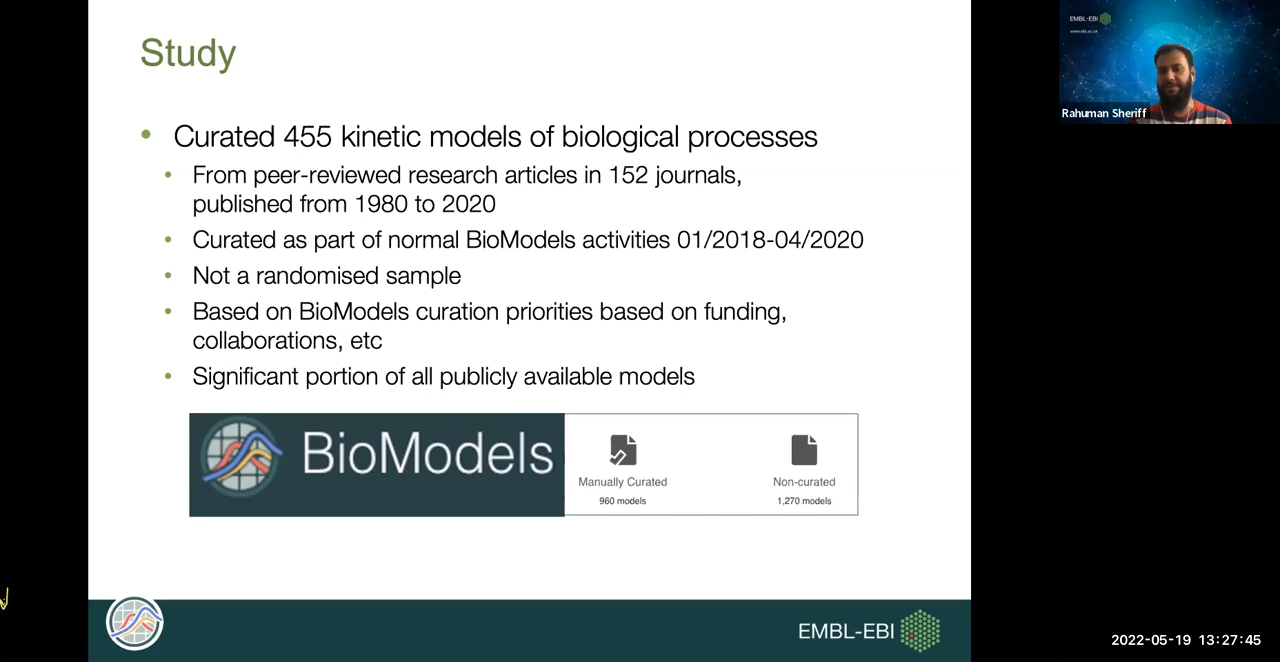 Study
• Curated 455 kinetic models of biological processes
• From peer-reviewed research articles in 152 journals,
published from 1980 to 2020
• Curated as part of normal BioModels activities 01/2018-04/2020
• Not a randomised sample
• Based on BioModels curation priorities based on funding,
collaborations, etc
• Significant portion of all publicly available models
BioModels
Manually Curated
960 models
Non-curated
1,270 models
EMBL-EBI
EMBL-EBI
www.ebi.ac.uk
Rahuman Sheriff
2022-05-19 13:27:45